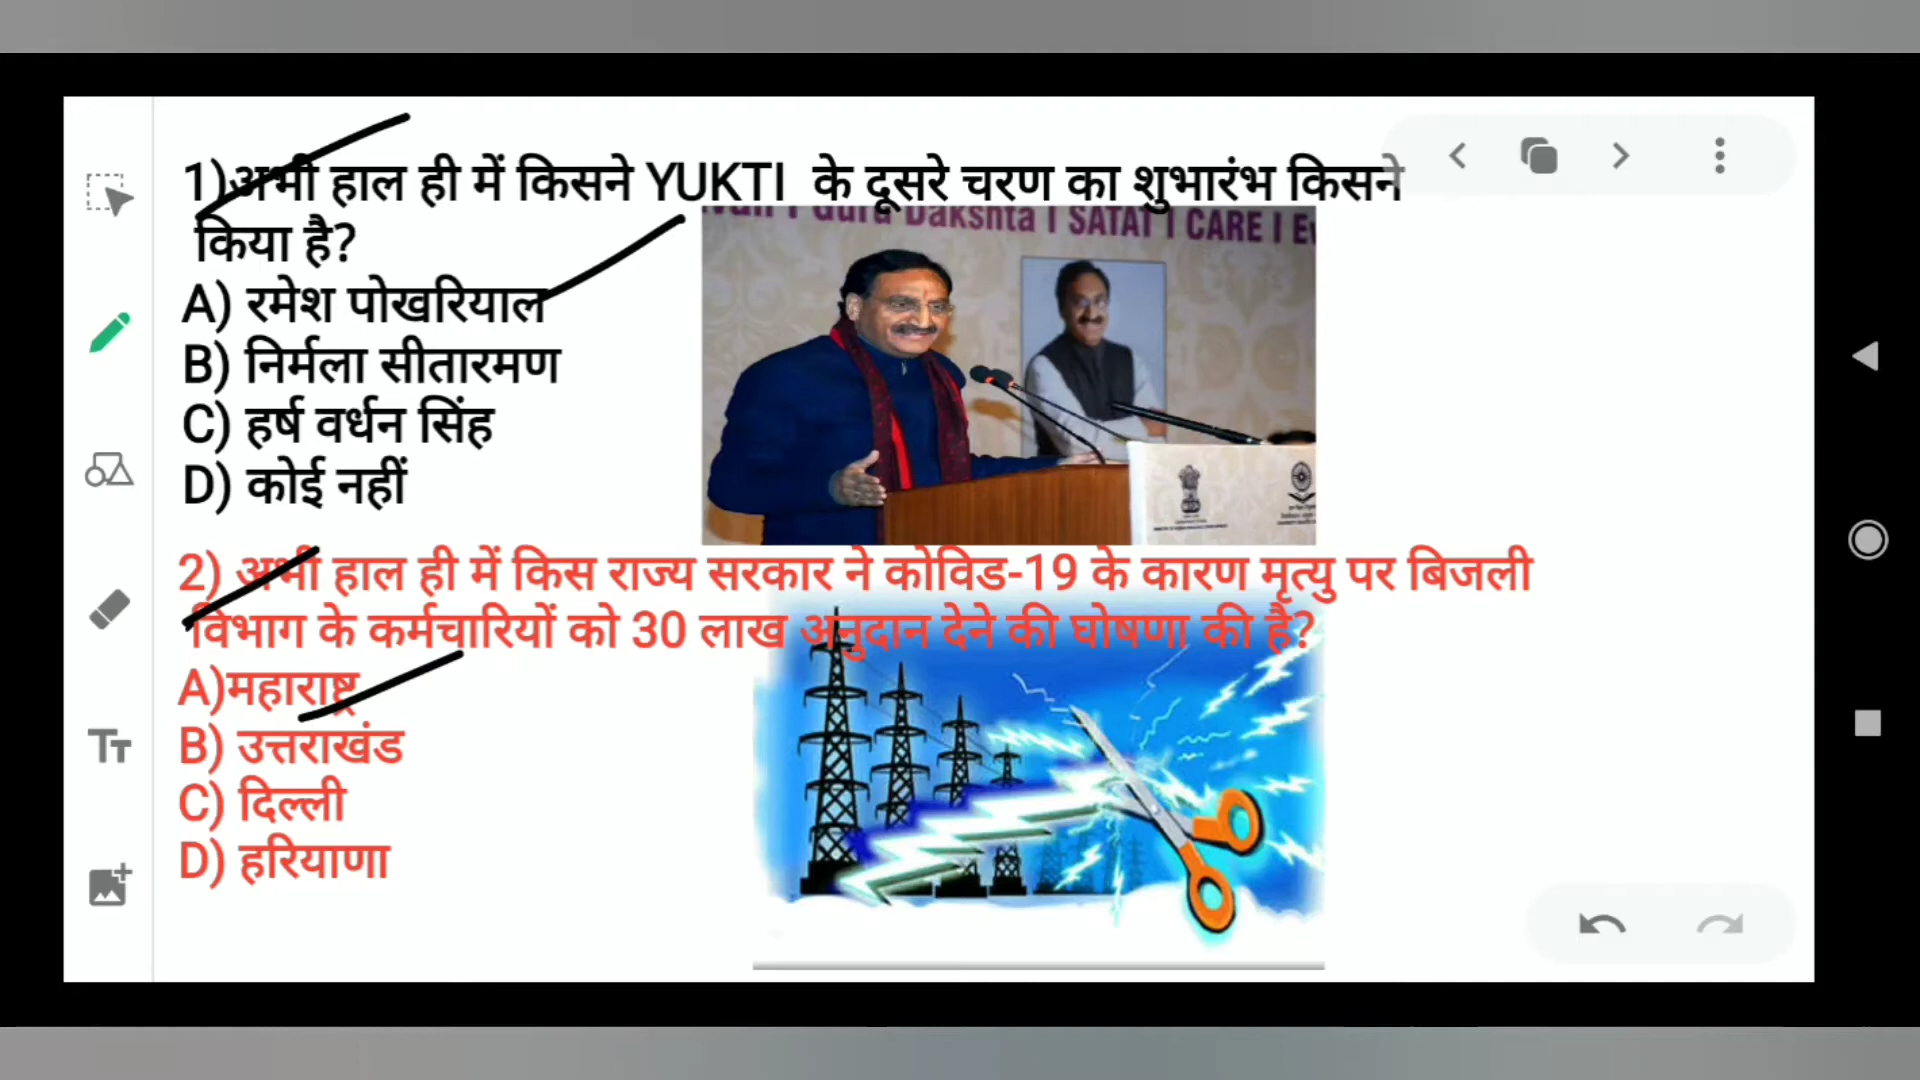 1)अभी हाल ही में किसने YUKTI के दूसरे चरण का शुभारंभ किसने
किया है?
Dakshta I SATAT I CARE I
A) रमेश पोखरियाल
B) निर्मला सीतारमण
C) हर्ष वर्धन सिंह
D) कोई नहीं
2) अभी हाल ही में किस राज्य सरकार ने कोविड-19 के कारण मृत्यु पर बिजली
विभाग के कर्मचारियों को 30 लाख अनुदान देने की घोषणा की है?
A)महाराष्ट्र
B) उत्तराखंड
C) दिल्ली
D) हरियाणा